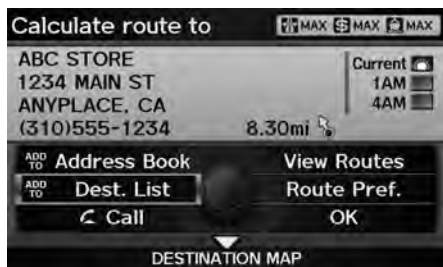 Calculate route to MAX MAX MAX
ABC STORE
1234 MAIN ST
ANYPLACE, CA
(310)555-1234 8.30mi
Current
1AM
4AM
ADD TO Address Book View Routes
ADD TO Dest. List Route Pref.
Call OK
DESTINATION MAP